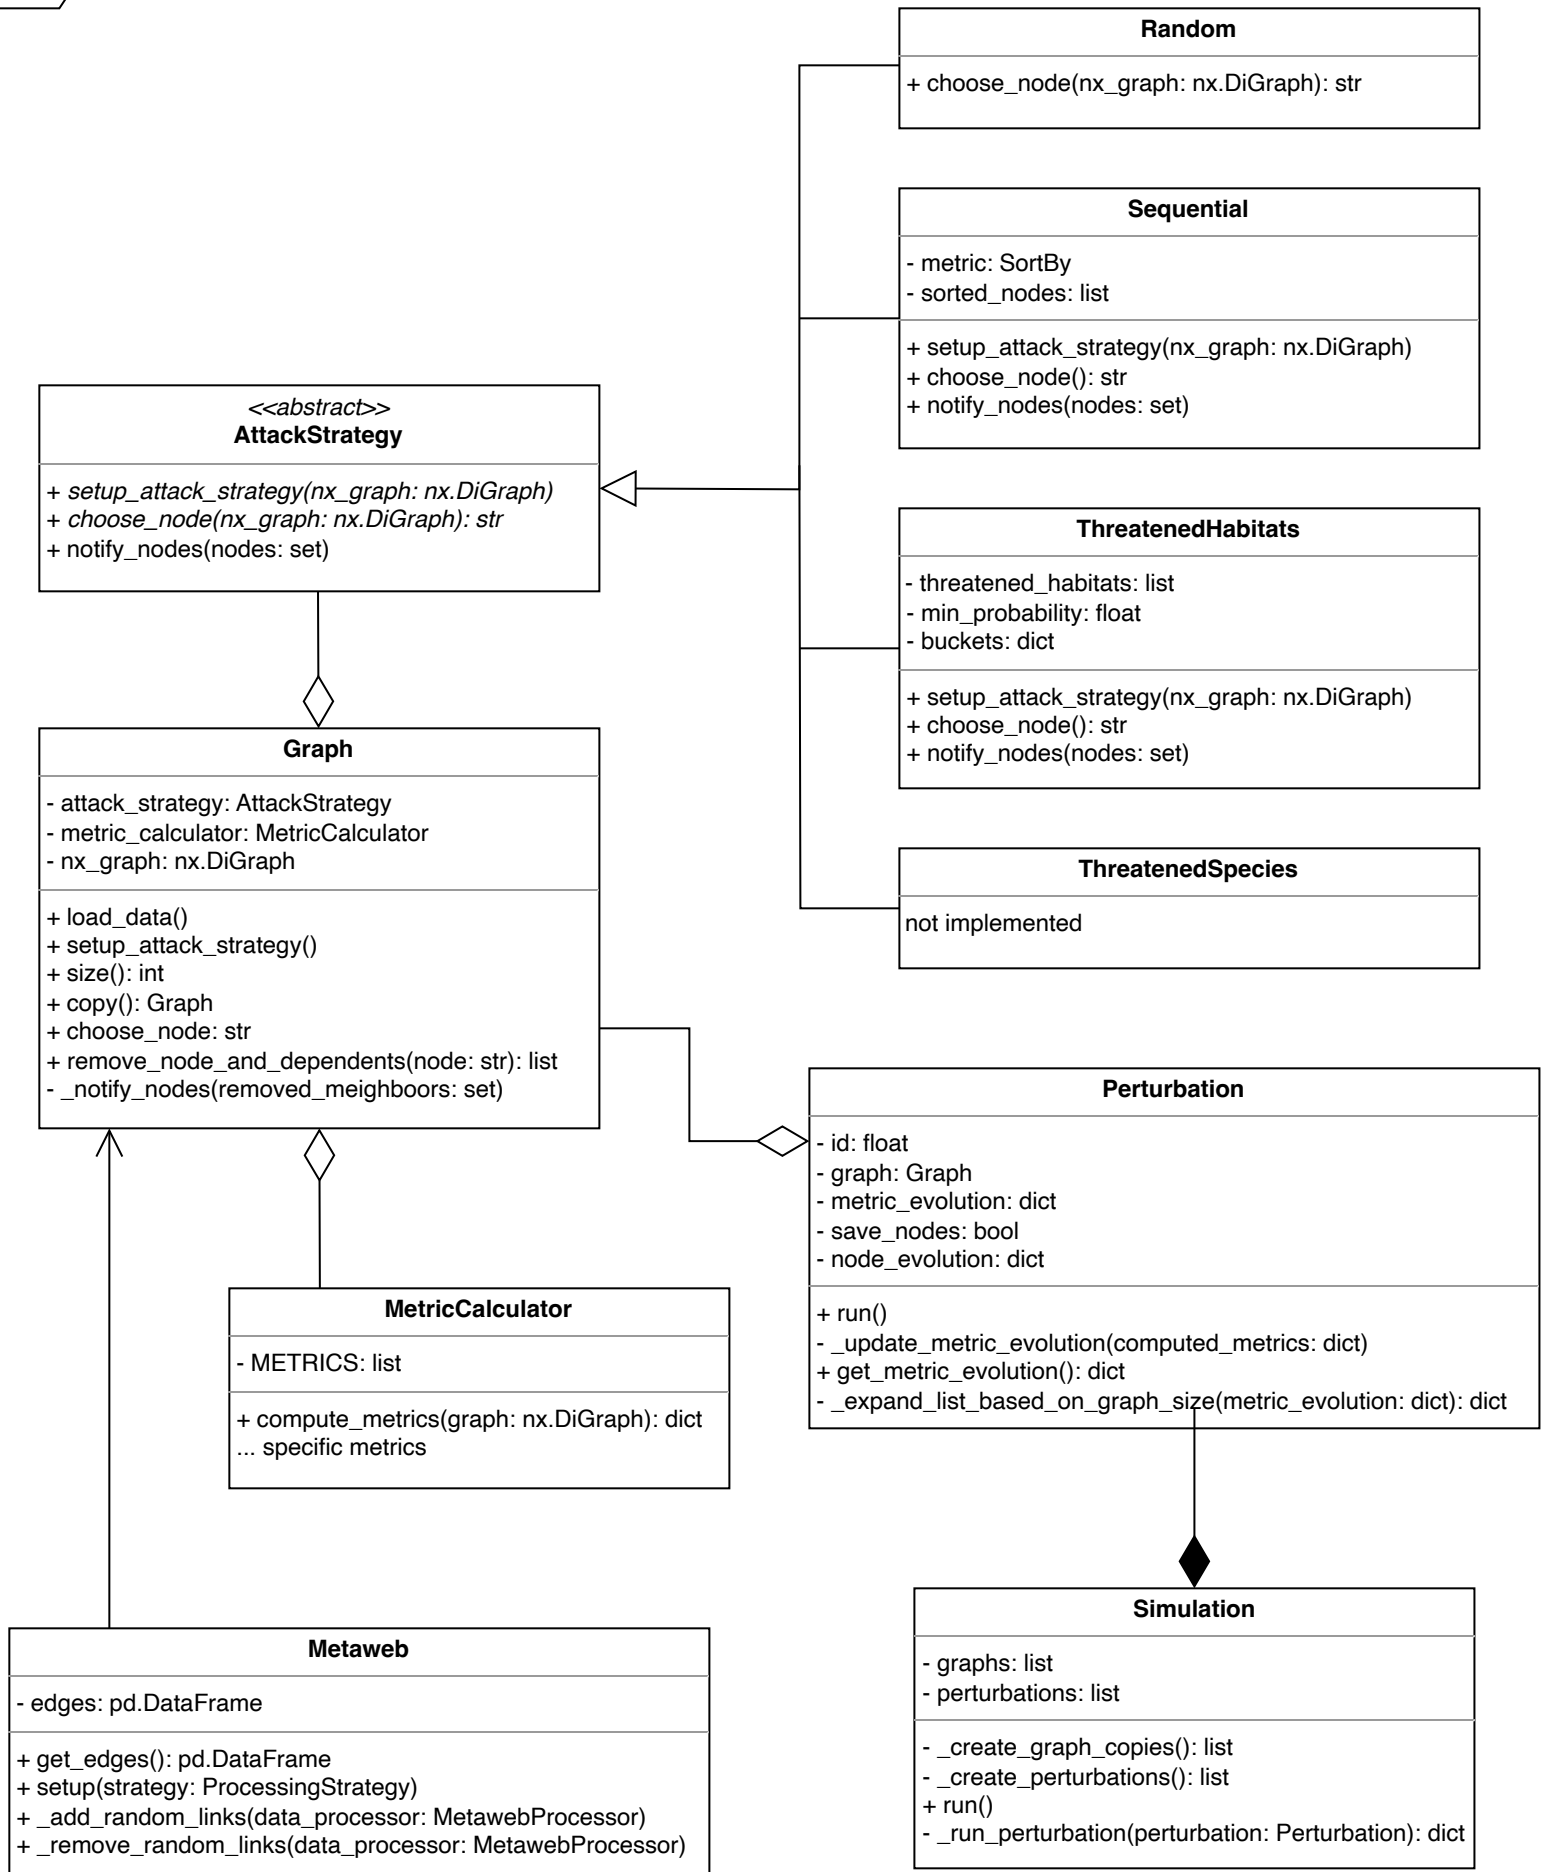 Random
+ choose_node(nx_graph: nx.DiGraph): str
Sequential
- metric: SortBy
- sorted_nodes: list
+ setup_attack_strategy(nx_graph: nx.DiGraph)
+ choose_node(): str
+ notify_nodes(nodes: set)
<<abstract>>
AttackStrategy
+ setup_attack_strategy(nx_graph: nx.DiGraph)
+ choose_node(nx_graph: nx.DiGraph): str
+ notify_nodes(nodes: set)
ThreatenedHabitats
- threatened_habitats: list
- min_probability: float
- buckets: dict
+ setup_attack_strategy(nx_graph: nx.DiGraph)
+ choose_node(): str
+ notify_nodes(nodes: set)
Graph
- attack_strategy: AttackStrategy
- metric_calculator: MetricCalculator
- nx_graph: nx.DiGraph
+ load_data()
+ setup_attack_strategy()
+ size(): int
+ copy(): Graph
+ choose_node: str
+ remove_node_and_dependents(node: str): list
- _notify_nodes(removed_meighboors: set)
ThreatenedSpecies
not implemented
Perturbation
- id: float
- graph: Graph
- metric_evolution: dict
- save_nodes: bool
- node_evolution: dict
+ run()
- _update_metric_evolution(computed_metrics: dict)
+ get_metric_evolution(): dict
- _expand_list_based_on_graph_size(metric_evolution: dict): dict
MetricCalculator
- METRICS: list
+ compute_metrics(graph: nx.DiGraph): dict
... specific metrics
Metaweb
- edges: pd.DataFrame
+ get_edges(): pd.DataFrame
+ setup(strategy: ProcessingStrategy)
+ _add_random_links(data_processor: MetawebProcessor)
+ _remove_random_links(data_processor: MetawebProcessor)
Simulation
- graphs: list
- perturbations: list
- _create_graph_copies(): list
- _create_perturbations(): list
+ run()
- _run_perturbation(perturbation: Perturbation): dict